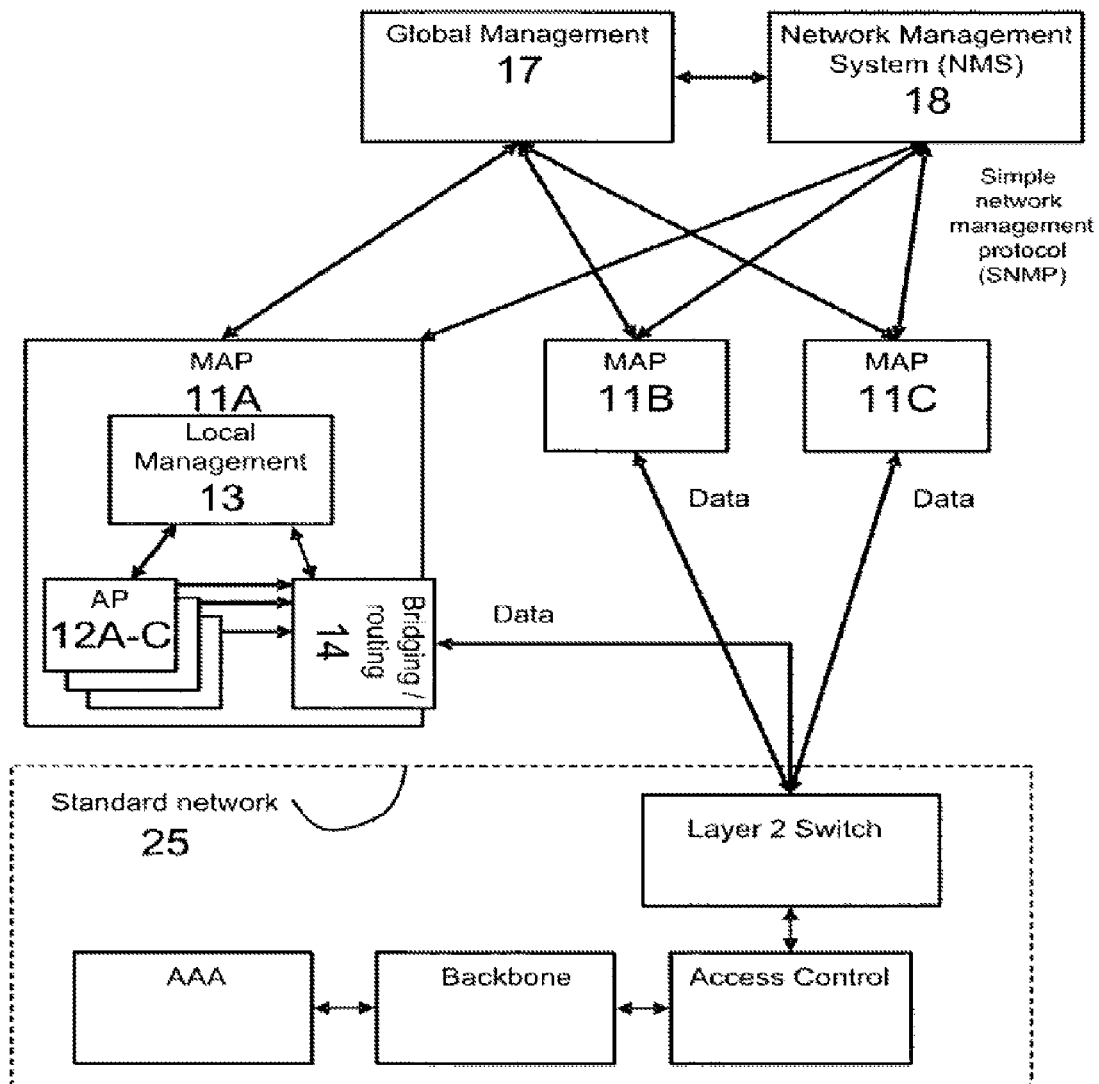 Global Management
17
Network Management
System (NMS)
18
Simple
network
management
protocol
(SNMP)
MAP
11A
Local
Management
13
AP
12A-C
Bridging /
routing
14
MAP
11B
MAP
11C
Data
Data
Data
Standard network
25
Layer 2 Switch
AAA
Backbone
Access Control